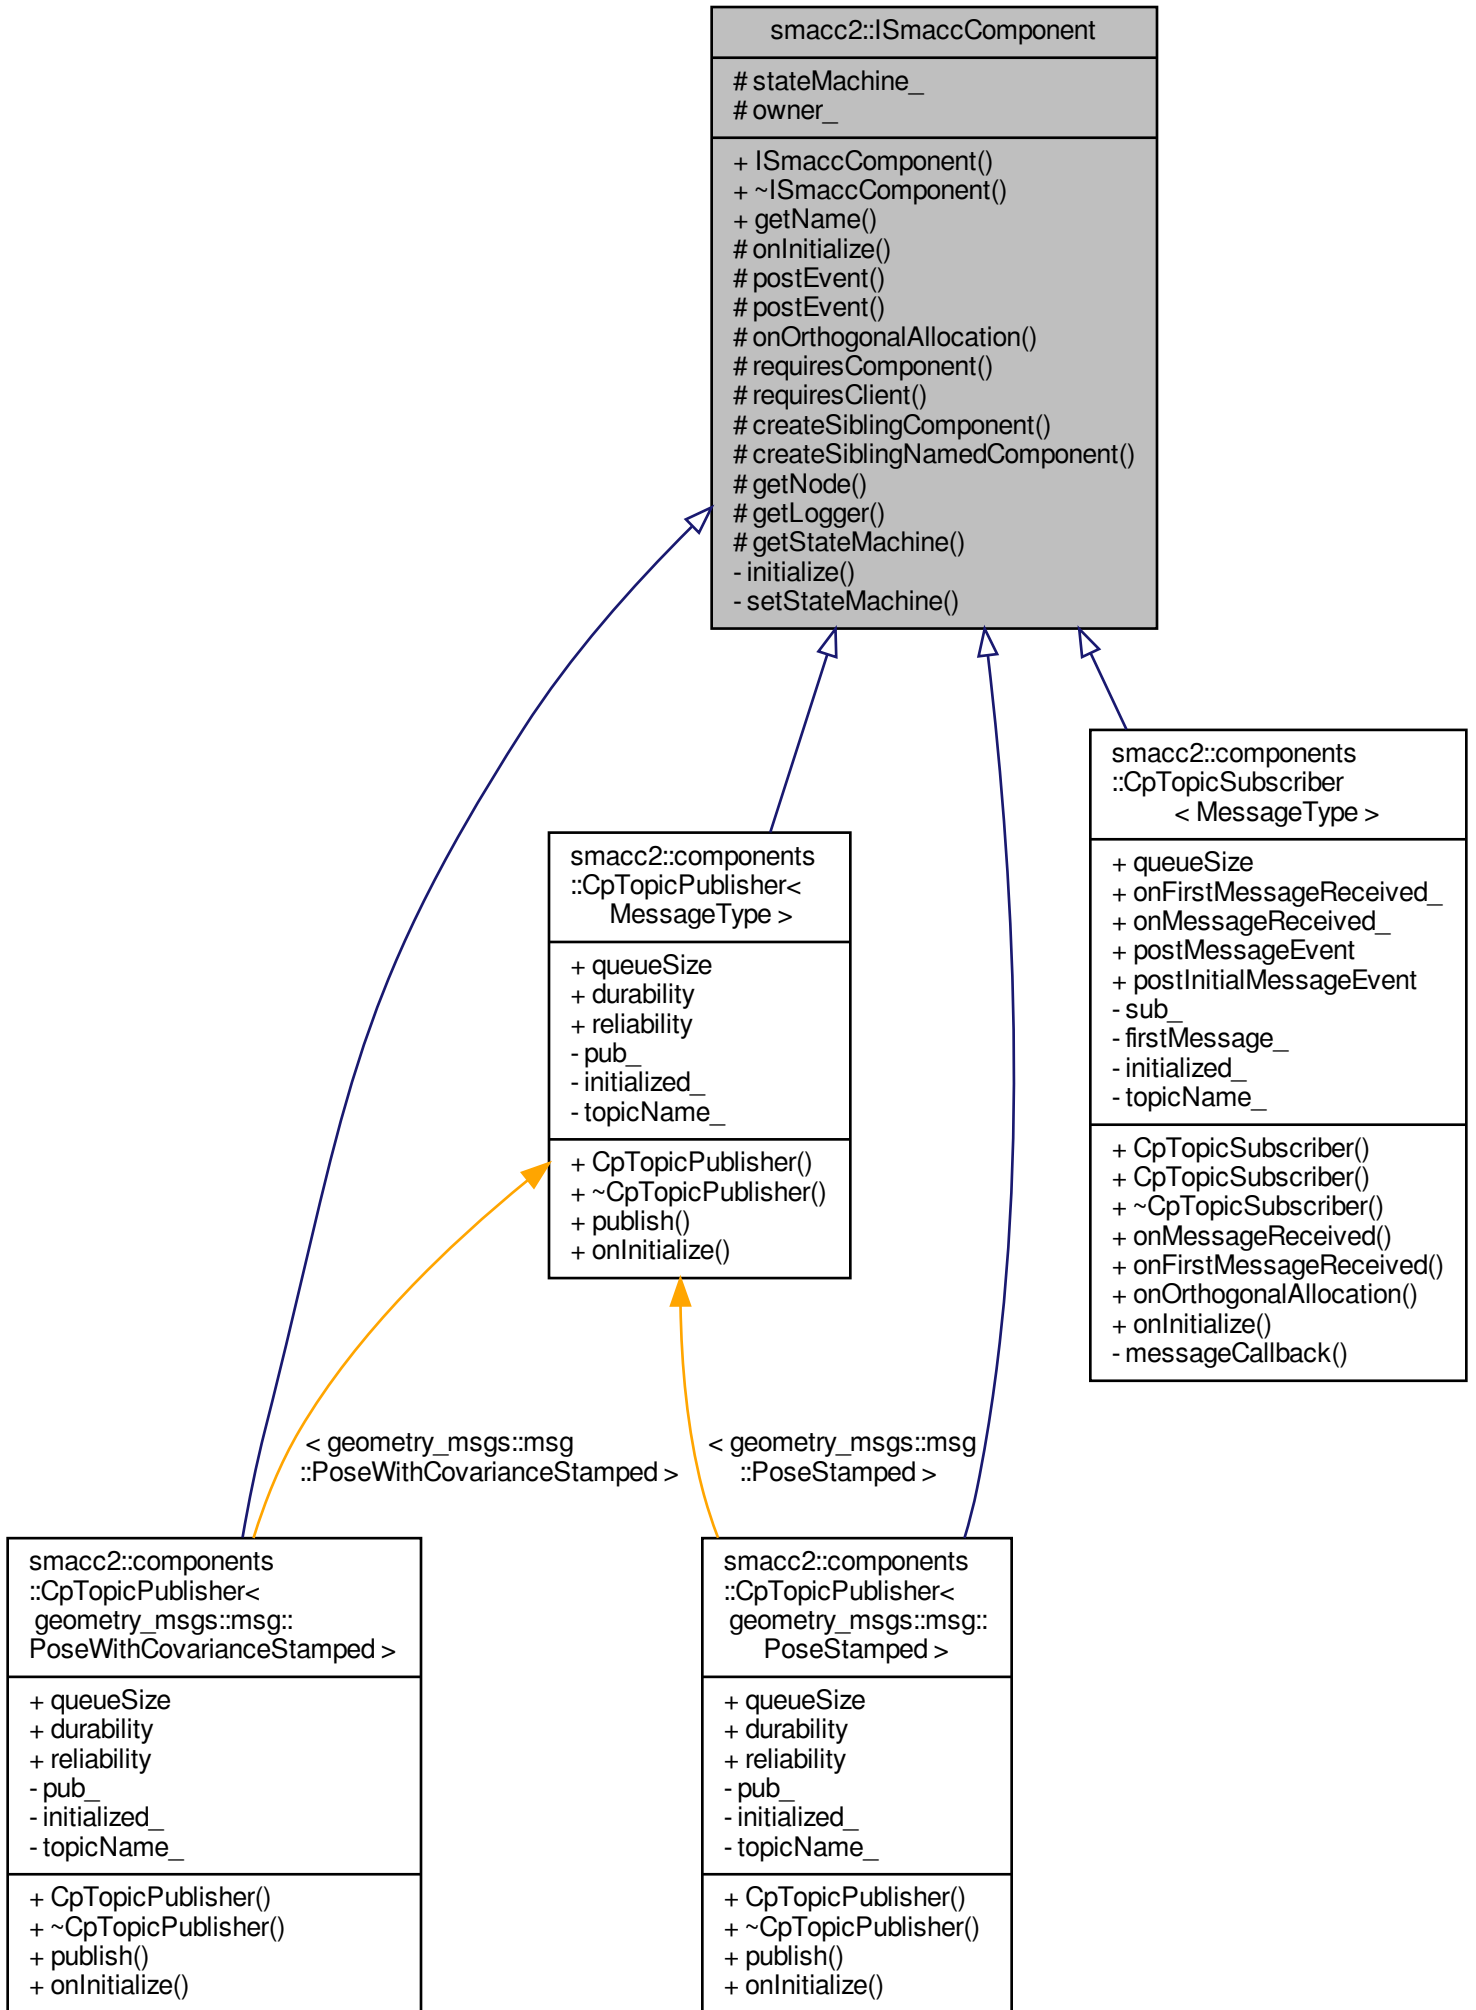 smacc2::ISmaccComponent
# stateMachine_
# owner_
+ ISmaccComponent()
+ ~ISmaccComponent()
+ getName()
# onInitialize()
# postEvent()
# postEvent()
# onOrthogonalAllocation()
# requiresComponent()
# requiresClient()
# createSiblingComponent()
# createSiblingNamedComponent()
# getNode()
# getLogger()
# getStateMachine()
- initialize()
- setStateMachine()
smacc2::components
::CpTopicSubscriber
< MessageType >
+ queueSize
+ onFirstMessageReceived_
+ onMessageReceived_
+ postMessageEvent
+ postInitialMessageEvent
- sub_
- firstMessage_
- initialized_
- topicName_
+ CpTopicSubscriber()
+ CpTopicSubscriber()
+ ~CpTopicSubscriber()
+ onMessageReceived()
+ onFirstMessageReceived()
+ onOrthogonalAllocation()
+ onInitialize()
- messageCallback()
smacc2::components
::CpTopicPublisher<
MessageType >
+ queueSize
+ durability
+ reliability
- pub_
- initialized_
- topicName_
+ CpTopicPublisher()
+ ~CpTopicPublisher()
+ publish()
+ onInitialize()
< geometry_msgs::msg
::PoseWithCovarianceStamped >
< geometry_msgs::msg
::PoseStamped >
smacc2::components
::CpTopicPublisher<
geometry_msgs::msg::
PoseWithCovarianceStamped >
+ queueSize
+ durability
+ reliability
- pub_
- initialized_
- topicName_
+ CpTopicPublisher()
+ ~CpTopicPublisher()
+ publish()
+ onInitialize()
smacc2::components
::CpTopicPublisher<
geometry_msgs::msg::
PoseStamped >
+ queueSize
+ durability
+ reliability
- pub_
- initialized_
- topicName_
+ CpTopicPublisher()
+ ~CpTopicPublisher()
+ publish()
+ onInitialize()